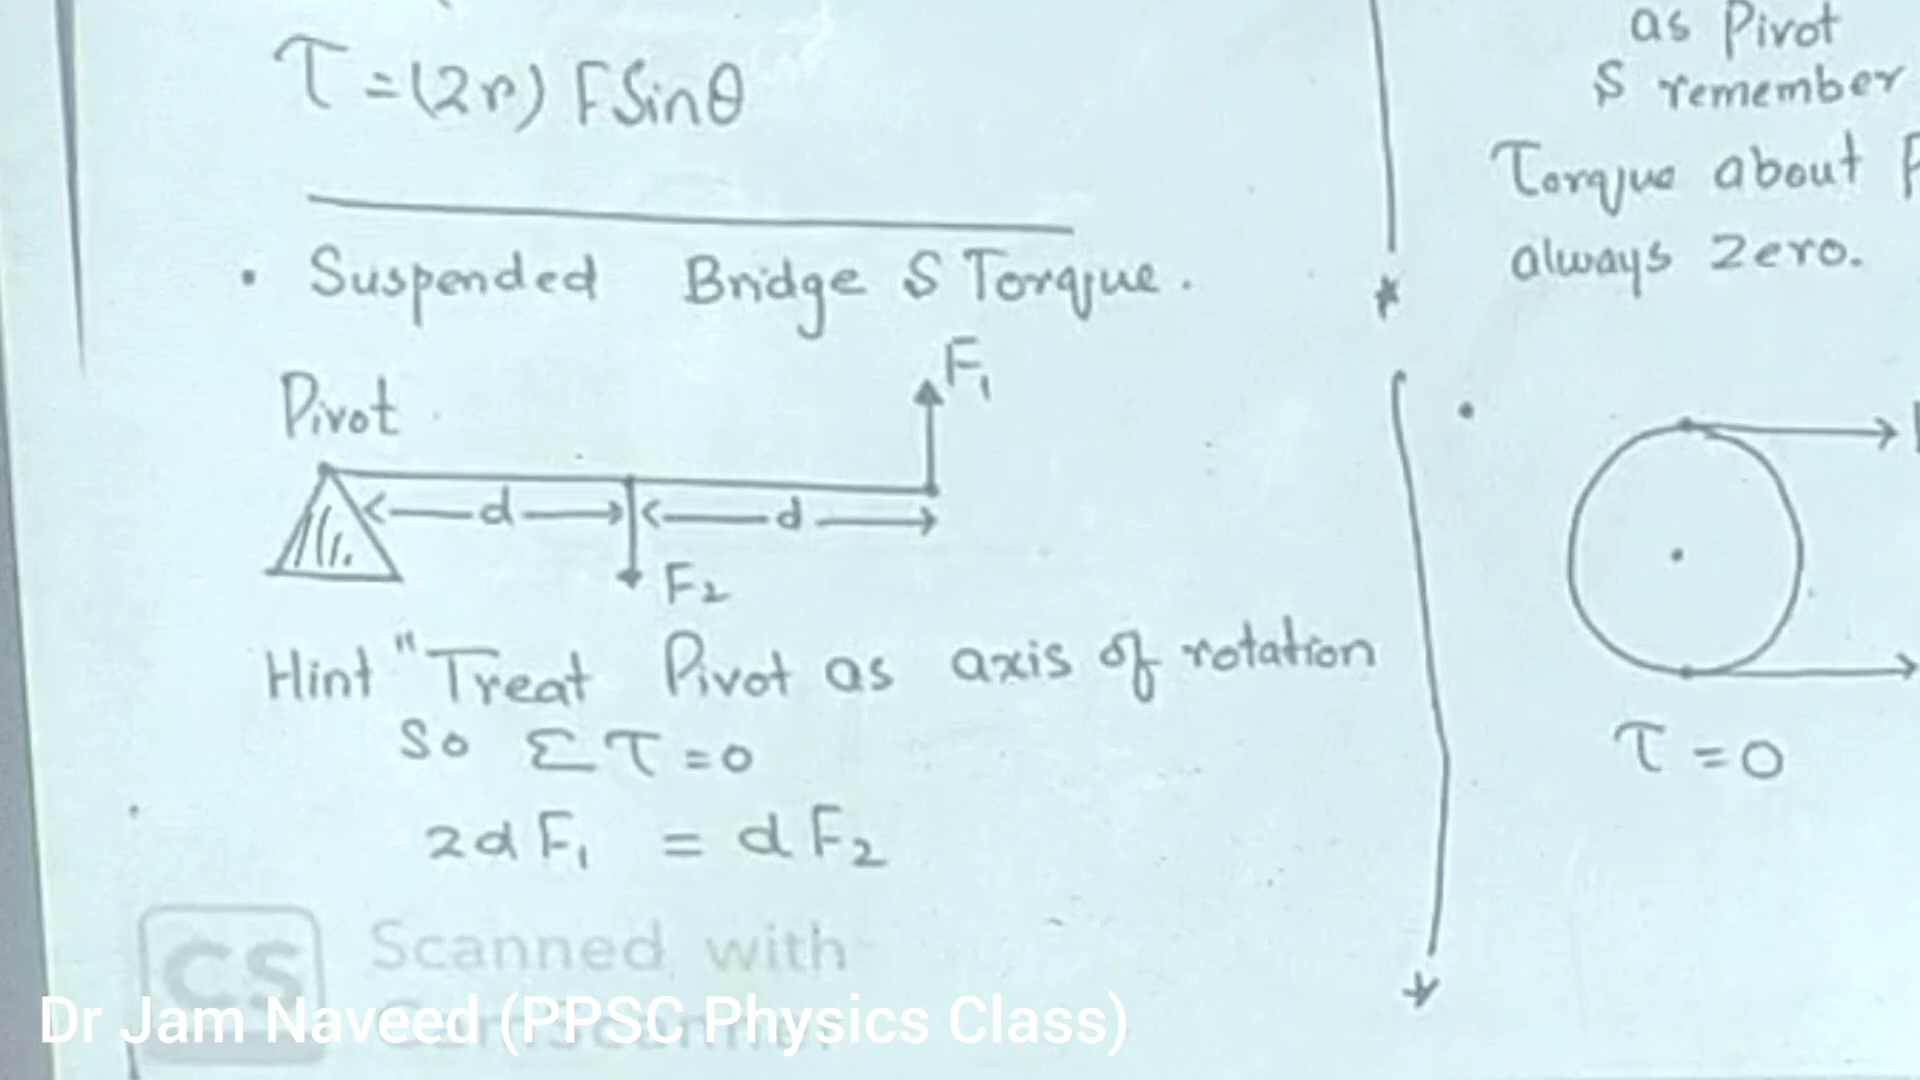 τ = (2r) F Sinθ
• Suspended Bridge & Torque.
Pivot
F₁
d d
F₂
Hint "Treat Pivot as axis of rotation
So Στ = 0
2d F₁ = d F₂
as Pivot
& remember
Torque about
always zero.
τ = 0
CS Scanned with
Dr Jam Naveed (PPSC Physics Class)